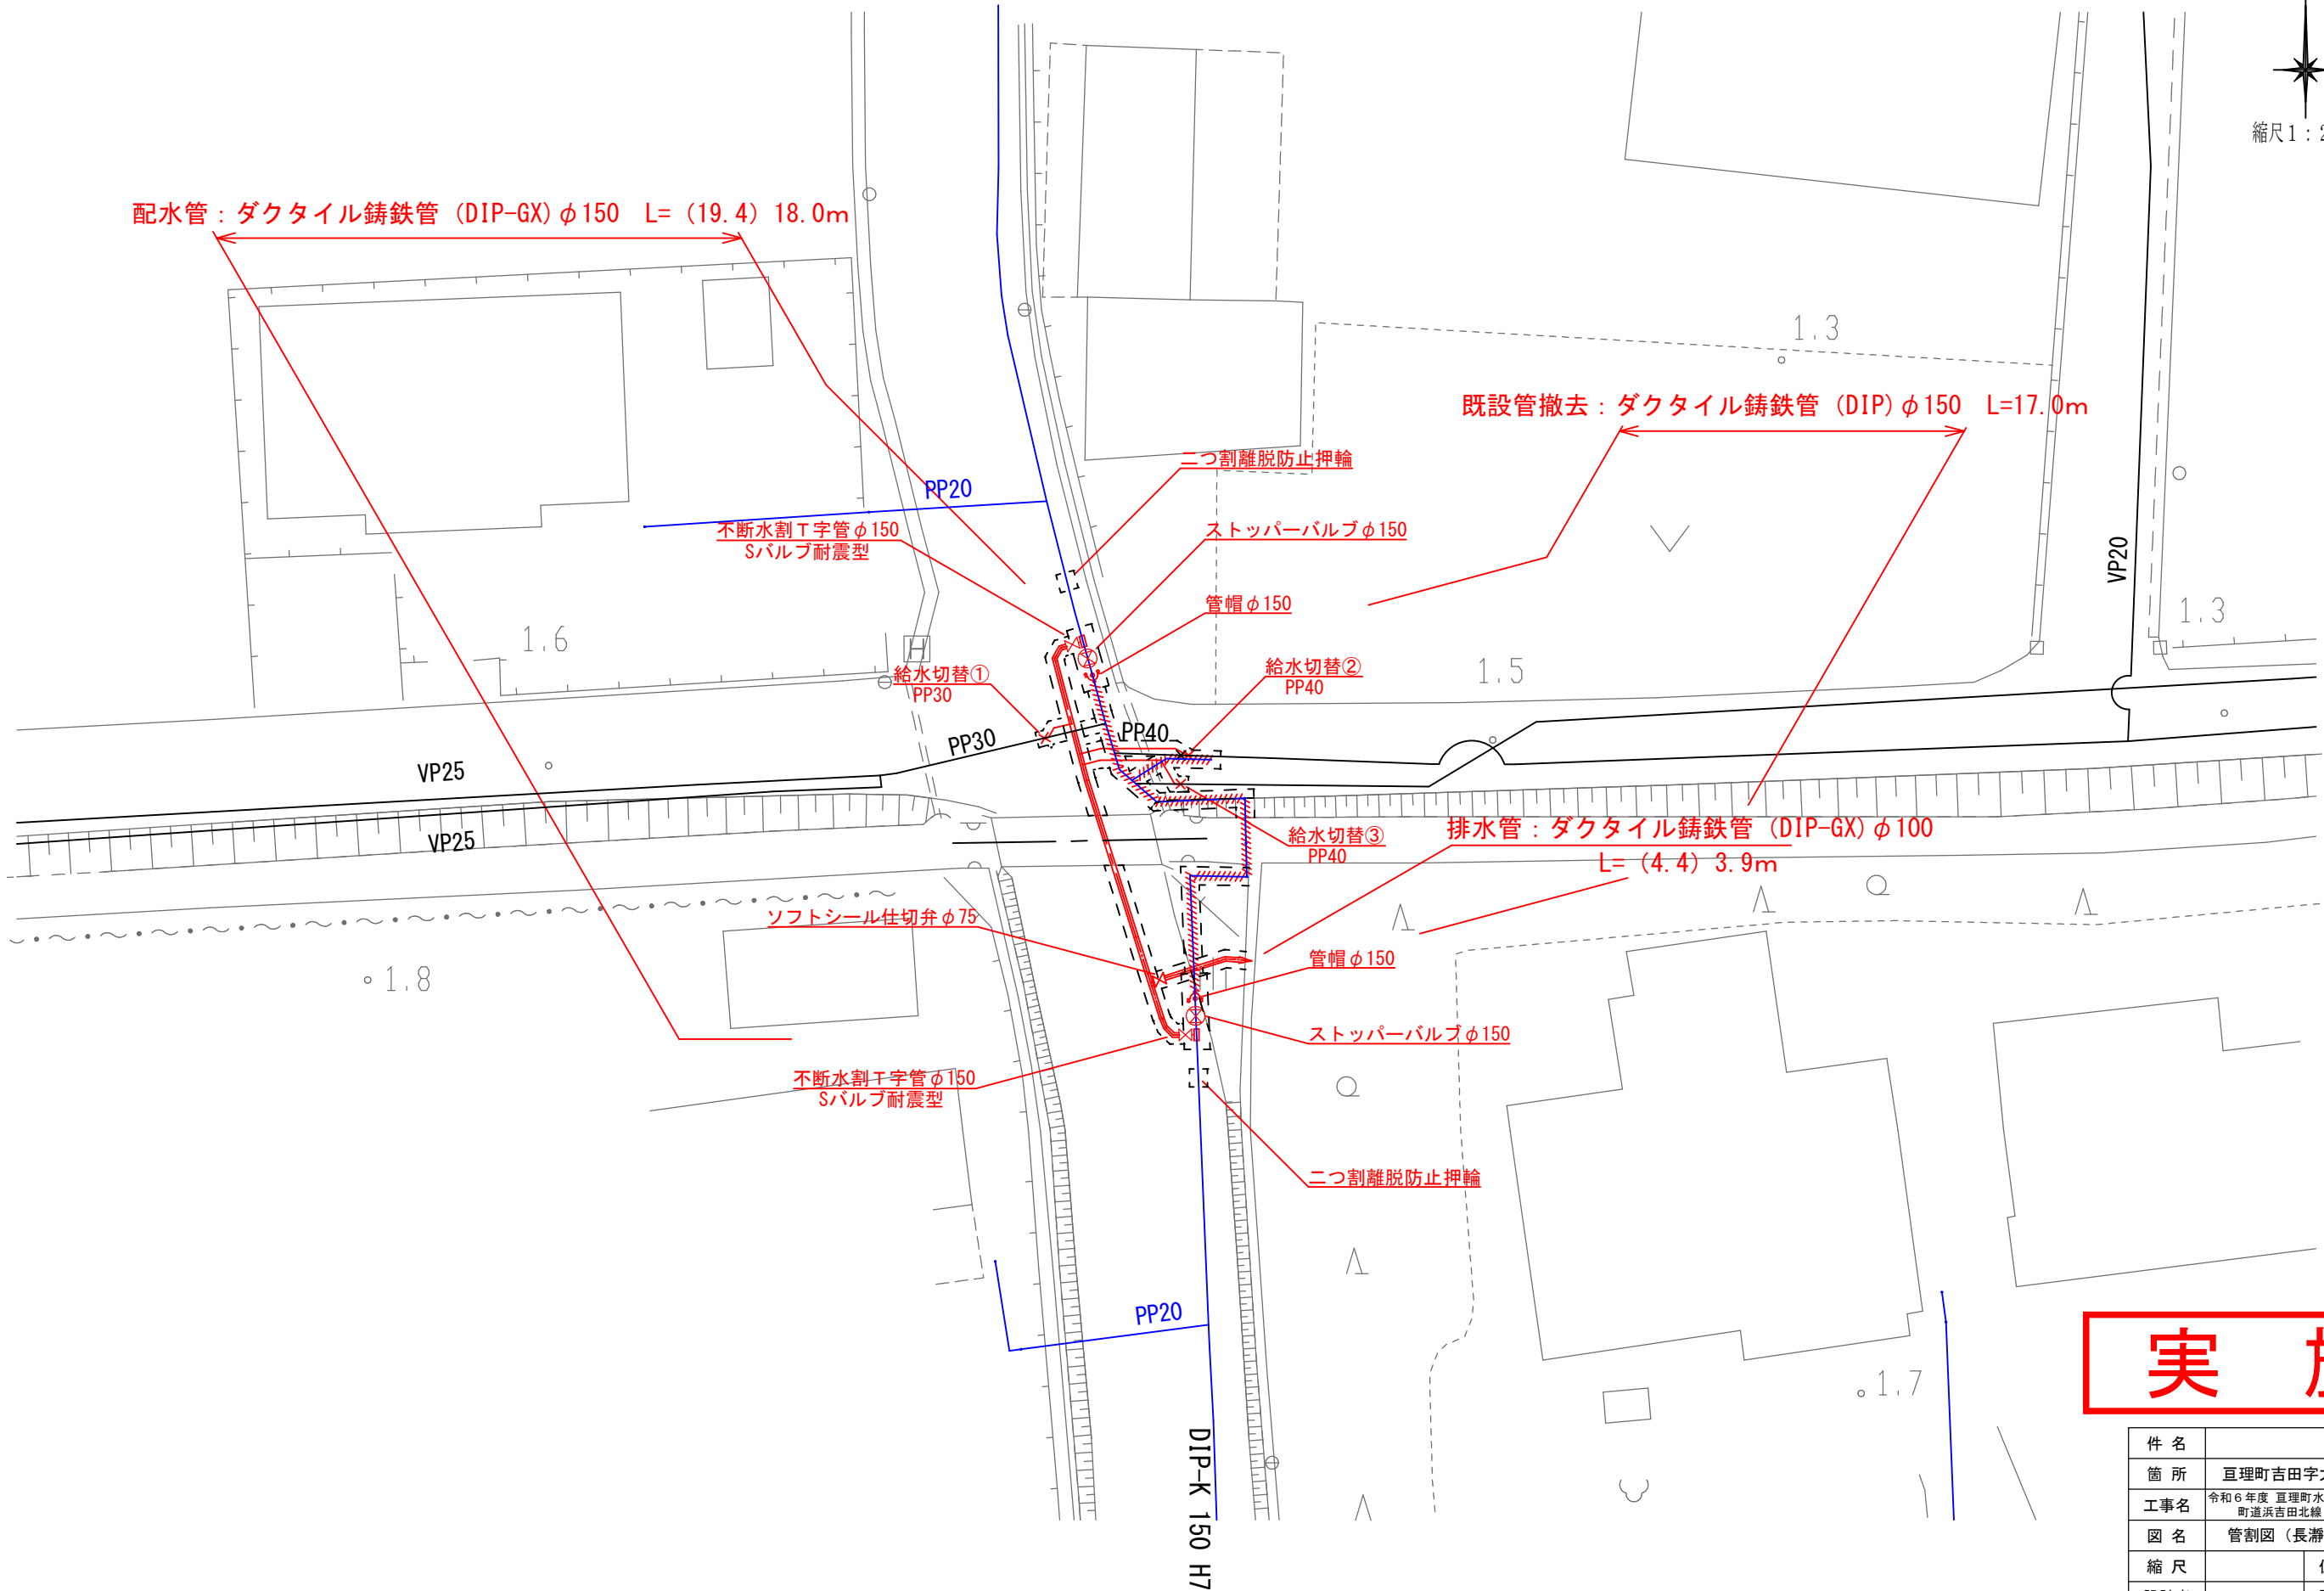 縮尺1：2
配水管：ダクタイル鋳鉄管 (DIP-GX) φ150　L= (19.4) 18.0m
1.3
既設管撤去：ダクタイル鋳鉄管 (DIP) φ150　L=17.0m
二つ割離脱防止押輪
PP20
不断水割Ｔ字管φ150
Sバルブ耐震型
ストッパーバルブφ150
VP20
管帽φ150
1.3
1.6
H
給水切替①
PP30
給水切替②
PP40
1.5
PP30
PP40
VP25
VP25
給水切替③
PP40
排水管：ダクタイル鋳鉄管 (DIP-GX) φ100
L= (4.4) 3.9m
ソフトシール仕切弁φ75
1.8
管帽φ150
ストッパーバルブφ150
不断水割Ｔ字管φ150
Sバルブ耐震型
二つ割離脱防止押輪
PP20
1.7
DIP-K 150 H7
実
件 名
箇 所　亘理町吉田字
工事名　令和６年度 亘理町水
町道浜吉田北線
図 名　管割図（長瀞
縮 尺